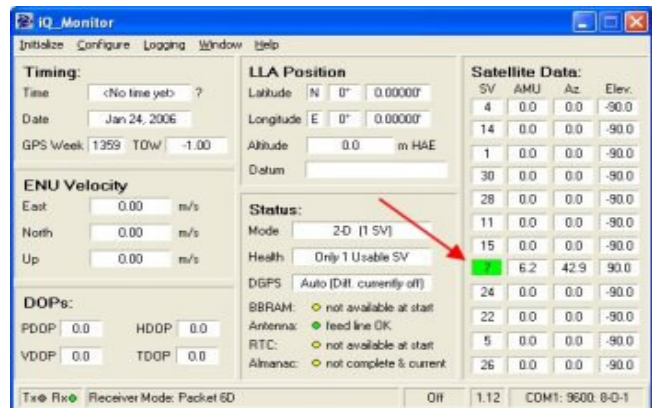 iQ_Monitor
Initialize Configure Logging Window Help
Timing:
Time <No time yet> ?
Date Jan 24, 2006
GPS Week 1359 TOW -1.00
ENU Velocity
East 0.00 m/s
North 0.00 m/s
Up 0.00 m/s
DOPs:
PDOP 0.0 HDOP 0.0
VDOP 0.0 TDOP 0.0
LLA Position
Latitude N 0° 0.00000'
Longitude E 0° 0.00000'
Altitude 0.0 m HAE
Datum
Status:
Mode 2-D (1 SV)
Health Only 1 Usable SV
DGPS Auto (Diff. currently off)
BBRAM: not available at start
Antenna: feed line OK
RTC: not available at start
Almanac: not complete & current
Satellite Data:
SV AMU Az. Elev.
4 0.0 0.0 -90.0
14 0.0 0.0 -90.0
1 0.0 0.0 -90.0
30 0.0 0.0 -90.0
28 0.0 0.0 -90.0
11 0.0 0.0 -90.0
15 0.0 0.0 -90.0
7 6.2 42.9 90.0
24 0.0 0.0 -90.0
22 0.0 0.0 -90.0
5 0.0 0.0 -90.0
26 0.0 0.0 -90.0
Tx Rx Receiver Mode: Packet 6D Off 1.12 COM1: 9600: 8-0-1